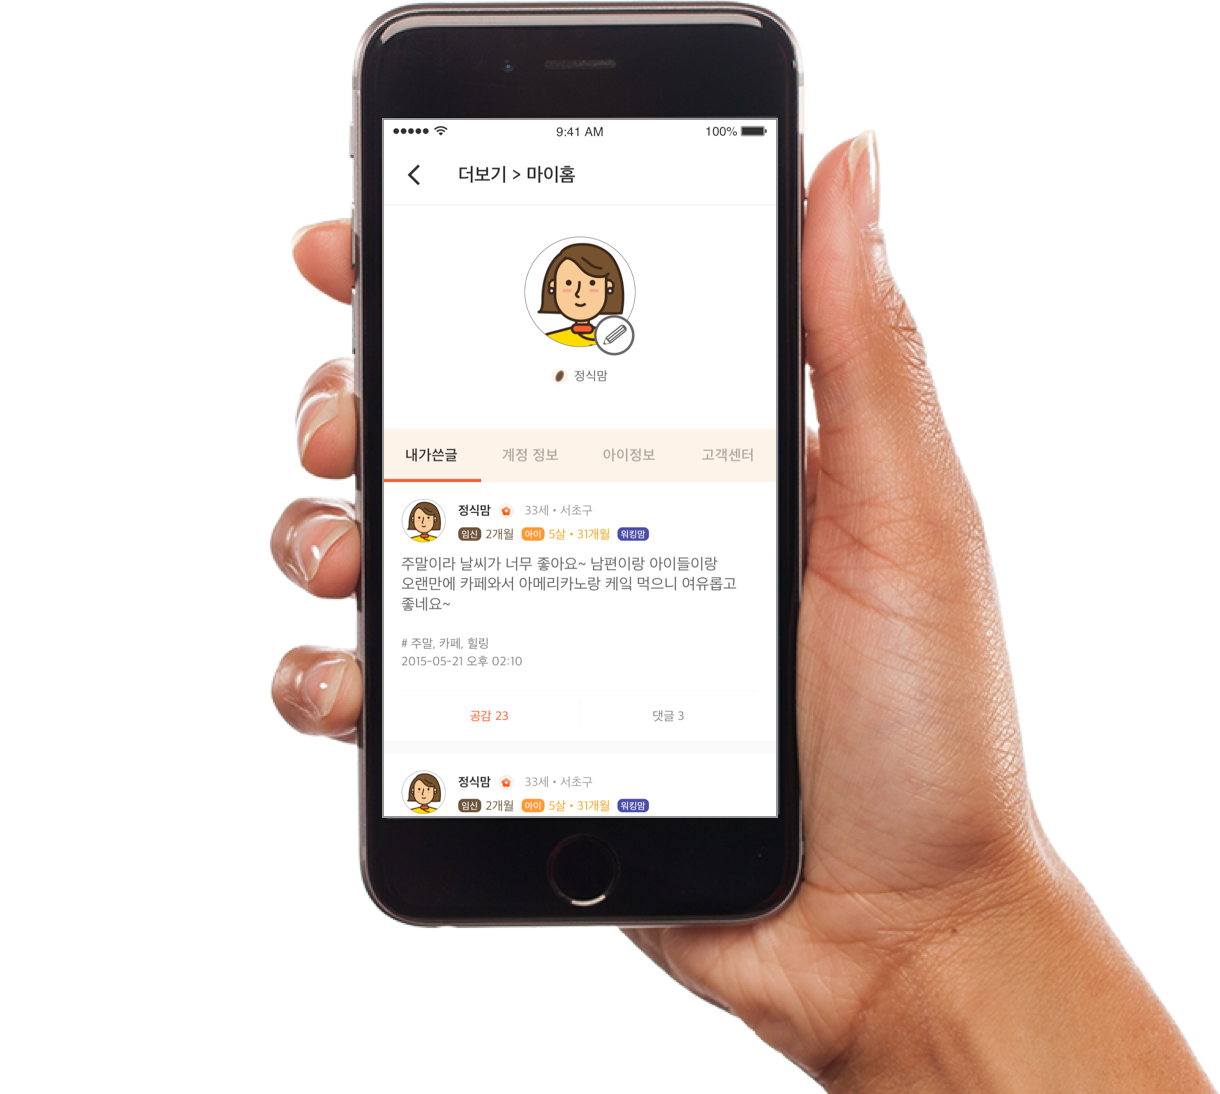 9:41 AM 100%
더보기 > 마이홈
정식맘
내가쓴글 계정 정보 아이정보 고객센터
정식맘 33세 • 서초구
임신 2개월 아이 5살 • 31개월 워킹맘
주말이라 날씨가 너무 좋아요~ 남편이랑 아이들이랑
오랜만에 카페와서 아메리카노랑 케잌 먹으니 여유롭고
좋네요~
# 주말, 카페, 힐링
2015-05-21 오후 02:10
공감 23 댓글 3
정식맘 33세 • 서초구
임신 2개월 아이 5살 • 31개월 워킹맘